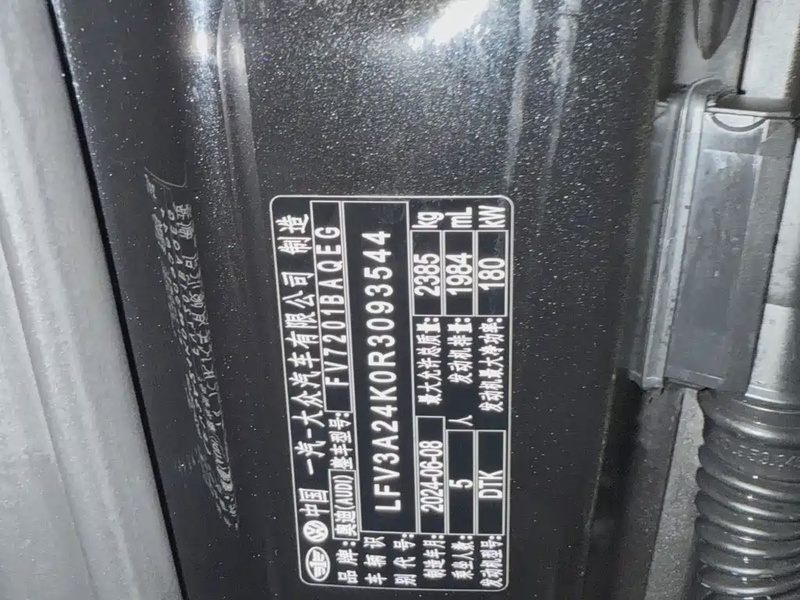 中国 一汽-大众汽车有限公司 制造
品牌: 奥迪(AUDI) 整车型号: FV7201BAQEG
车辆识别代号: LFV3A24K0R3093544
制造年月: 2024-06-08 最大允许总质量: 2385 kg
乘坐人数: 5 人 发动机排量: 1984 mL
发动机型号: DTK 发动机最大净功率: 180 kW